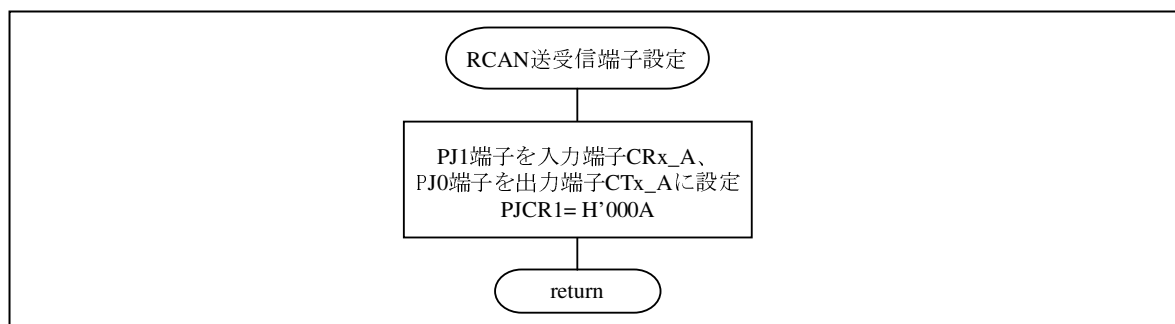 RCAN送受信端子設定
PJ1端子を入力端子CRx_A、
PJ0端子を出力端子CTx_Aに設定
PJCR1= H’000A
return